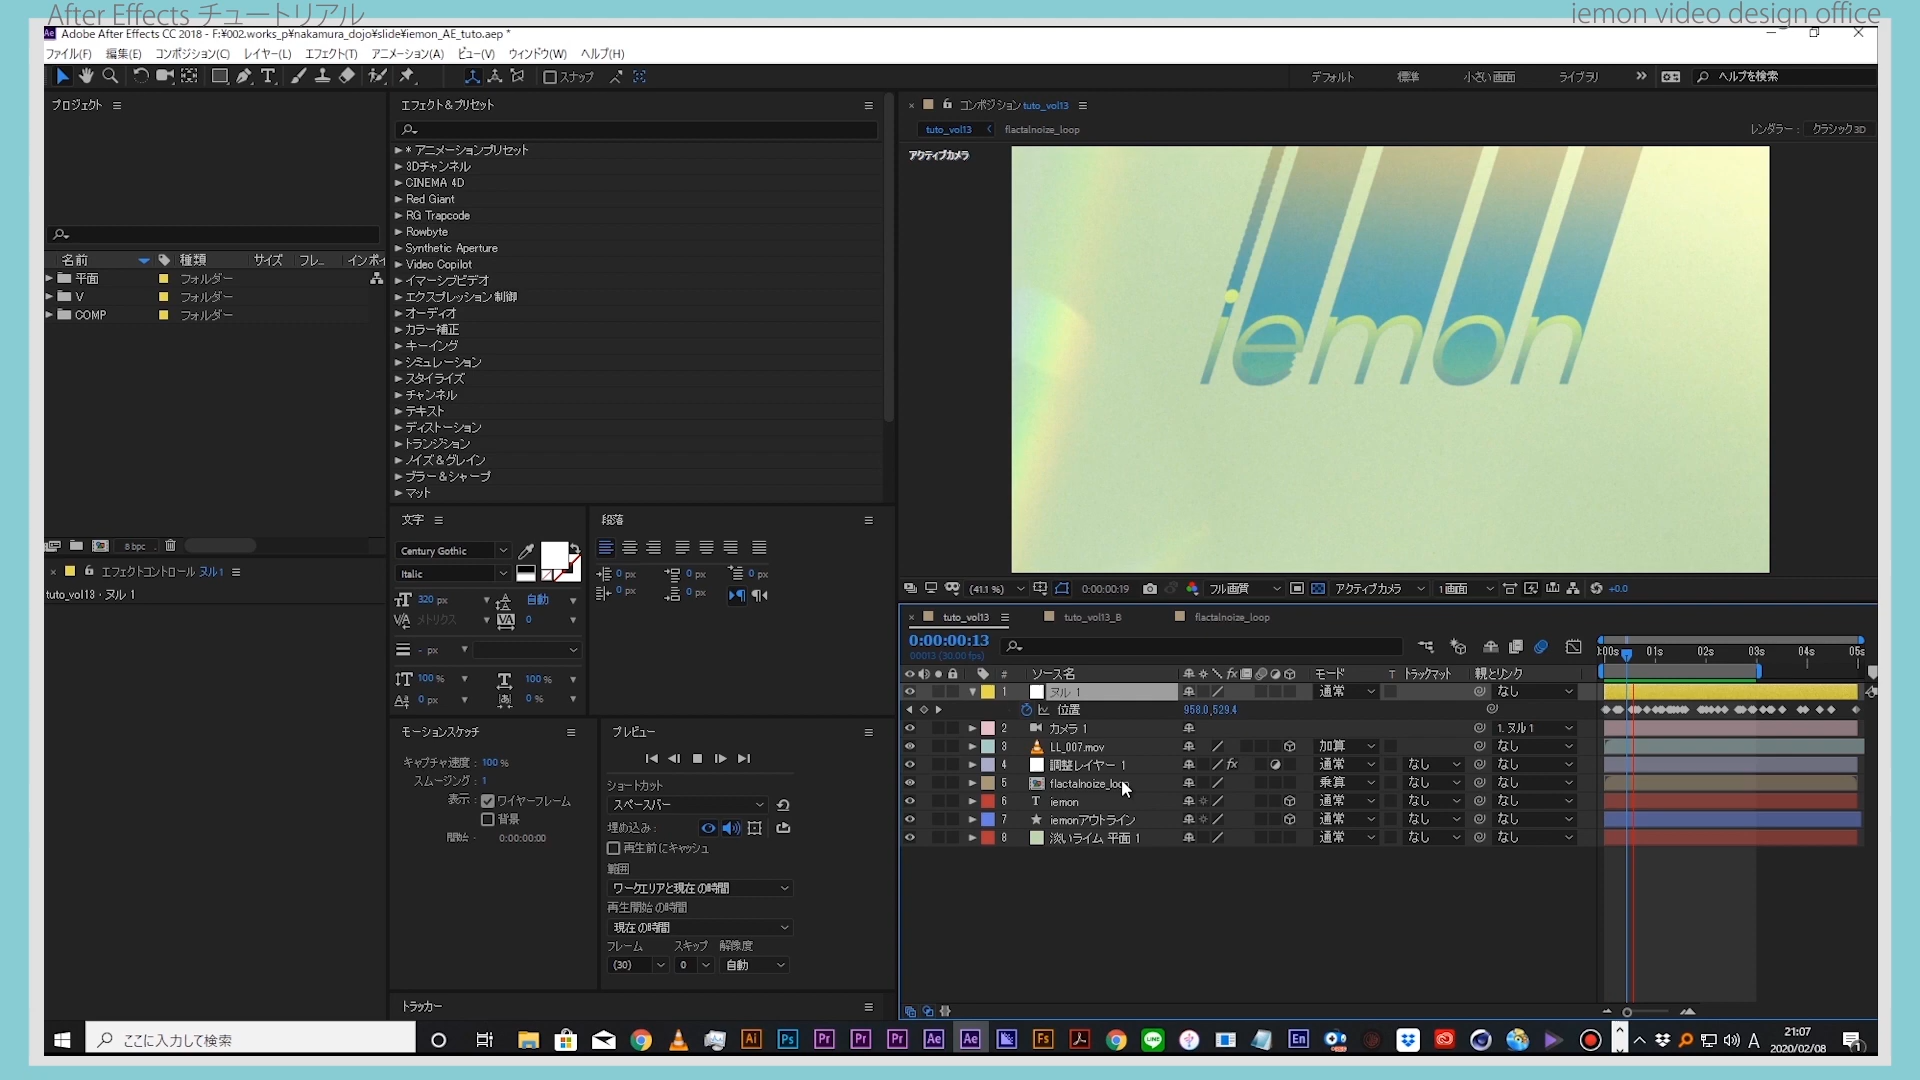 After Effects チュートリアル
iemon video design office
Adobe After Effects CC 2018 - F:¥002.works_p¥nakamura_dojo¥slide¥iemon_AE_tuto.aep *
ファイル(F) 編集(E) コンポジション(C) レイヤー(L) エフェクト(T) アニメーション(A) ビュー(V) ウィンドウ(W) ヘルプ(H)
スナップ
デフォルト 標準 小さい画面 ライブラリ ヘルプを検索
プロジェクト
名前 種類 サイズ フレ... インポイ
平面 フォルダー
V フォルダー
COMP フォルダー
8 bpc
エフェクトコントロール ヌル1
tuto_vol13・ヌル 1
エフェクト&プリセット
* アニメーションプリセット
3Dチャンネル
CINEMA 4D
Red Giant
RG Trapcode
Rowbyte
Synthetic Aperture
Video Copilot
イマーシブビデオ
エクスプレッション制御
オーディオ
カラー補正
キーイング
シミュレーション
スタイライズ
チャンネル
テキスト
ディストーション
トランジション
ノイズ&グレイン
ブラー&シャープ
マット
文字
Century Gothic
Italic
320 px 自動
メトリクス 0
- px
100 % 100 %
0 px 0 %
段落
0 px 0 px 0 px
0 px 0 px
モーションスケッチ
キャプチャ速度: 100 %
スムージング: 1
表示: ワイヤーフレーム
背景
開始: 0:00:00:00
プレビュー
ショートカット
スペースバー
埋め込み:
再生前にキャッシュ
範囲
ワークエリアと現在の時間
再生開始の時間
現在の時間
フレーム スキップ 解像度
(30) 0 自動
トラッカー
コンポジション tuto_vol13
tuto_vol13 flactalnoize_loop
レンダラー: クラシック3D
アクティブカメラ
iemon
(41.1 %) 0:00:00:19 フル画質 アクティブカメラ 1画面 +0.0
tuto_vol13 tuto_vol13_B flactalnoize_loop
0:00:00:13
00013 (30.00 fps)
01s 02s 03s 04s 05s
# ソース名 モード T トラックマット 親とリンク
1 ヌル 1 通常 なし
位置 958.0,529.4
2 カメラ 1 1. ヌル1
3 LL_007.mov 加算 なし
4 調整レイヤー 1 通常 なし なし
5 flactalnoize_loop 乗算 なし なし
6 iemon 通常 なし なし
7 iemonアウトライン 通常 なし なし
8 淡いライム 平面 1 通常 なし なし
ここに入力して検索
21:07
2020/02/08